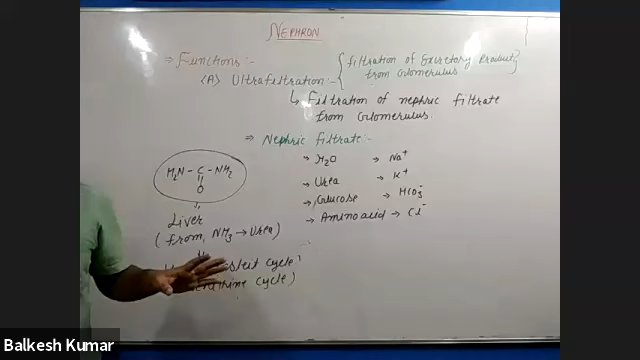 NEPHRON
⇒ Functions :-
(A) Ultrafiltration :- { Filtration of Excretory Product from Glomerulus }
↳ Filtration of nephric filtrate from Glomerulus.
⇒ Nephric filtrate :-
→ H₂O → Na⁺
→ Urea → K⁺
→ Glucose → HCO₃⁻
→ Amino acid → Cl⁻
H₂N - C - NH₂
||
O
Liver
( from, NH₃ → Urea)
cycle
cycle)
Balkesh Kumar